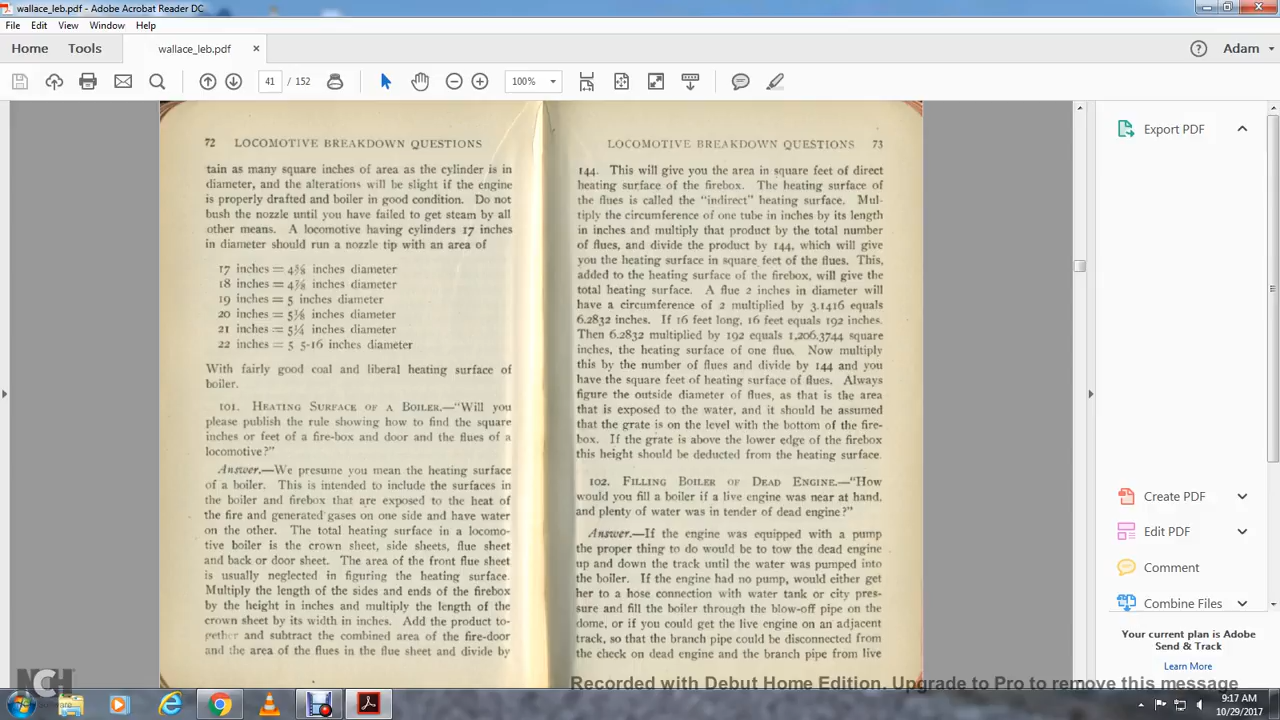 wallace_leb.pdf - Adobe Acrobat Reader DC
File Edit View Window Help
Home Tools wallace_leb.pdf × Adam
41 / 152 100%
72 LOCOMOTIVE BREAKDOWN QUESTIONS
tain as many square inches of area as the cylinder is in
diameter, and the alterations will be slight if the engine
is properly drafted and boiler in good condition. Do not
bush the nozzle until you have failed to get steam by all
other means. A locomotive having cylinders 17 inches
in diameter should run a nozzle tip with an area of
17 inches = 4⅝ inches diameter
18 inches = 4⅞ inches diameter
19 inches = 5 inches diameter
20 inches = 5⅛ inches diameter
21 inches = 5¼ inches diameter
22 inches = 5 5-16 inches diameter
With fairly good coal and liberal heating surface of
boiler.
101. HEATING SURFACE OF A BOILER.—"Will you
please publish the rule showing how to find the square
inches or feet of a fire-box and door and the flues of a
locomotive?"
Answer.—We presume you mean the heating surface
of a boiler. This is intended to include the surfaces in
the boiler and firebox that are exposed to the heat of
the fire and generated gases on one side and have water
on the other. The total heating surface in a locomo-
tive boiler is the crown sheet, side sheets, flue sheet
and back or door sheet. The area of the front flue sheet
is usually neglected in figuring the heating surface.
Multiply the length of the sides and ends of the firebox
by the height in inches and multiply the length of the
crown sheet by its width in inches. Add the product to-
gether and subtract the combined area of the fire-door
and the area of the flues in the flue sheet and divide by
LOCOMOTIVE BREAKDOWN QUESTIONS 73
144. This will give you the area in square feet of direct
heating surface of the firebox. The heating surface of
the flues is called the "indirect" heating surface. Mul-
tiply the circumference of one tube in inches by its length
in inches and multiply that product by the total number
of flues, and divide the product by 144, which will give
you the heating surface in square feet of the flues. This,
added to the heating surface of the firebox, will give the
total heating surface. A flue 2 inches in diameter will
have a circumference of 2 multiplied by 3.1416 equals
6.2832 inches. If 16 feet long, 16 feet equals 192 inches.
Then 6.2832 multiplied by 192 equals 1,206.3744 square
inches, the heating surface of one flue. Now multiply
this by the number of flues and divide by 144 and you
have the square feet of heating surface of flues. Always
figure the outside diameter of flues, as that is the area
that is exposed to the water, and it should be assumed
that the grate is on the level with the bottom of the fire-
box. If the grate is above the lower edge of the firebox
this height should be deducted from the heating surface.
102. FILLING BOILER OF DEAD ENGINE.—"How
would you fill a boiler if a live engine was near at hand,
and plenty of water was in tender of dead engine?"
Answer.—If the engine was equipped with a pump
the proper thing to do would be to tow the dead engine
up and down the track until the water was pumped into
the boiler. If the engine had no pump, would either get
her to a hose connection with water tank or city pres-
sure and fill the boiler through the blow-off pipe on the
dome, or if you could get the live engine on an adjacent
track, so that the branch pipe could be disconnected from
the check on dead engine and the branch pipe from live
Export PDF
Create PDF
Edit PDF
Comment
Combine Files
Your current plan is Adobe
Send & Track
Learn More
NCH
Software
Recorded with Debut Home Edition. Upgrade to Pro to remove this message
9:17 AM
10/29/2017